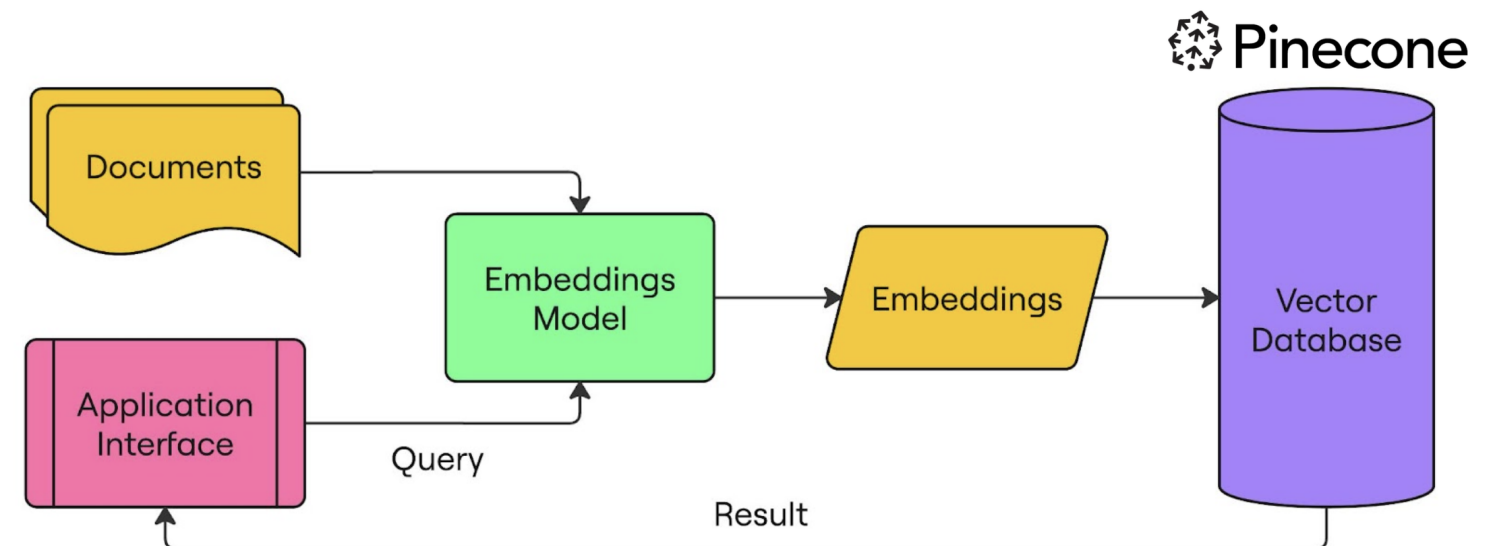 Pinecone
Documents
Embeddings
Model
Embeddings
Vector
Database
Application
Interface
Query
Result